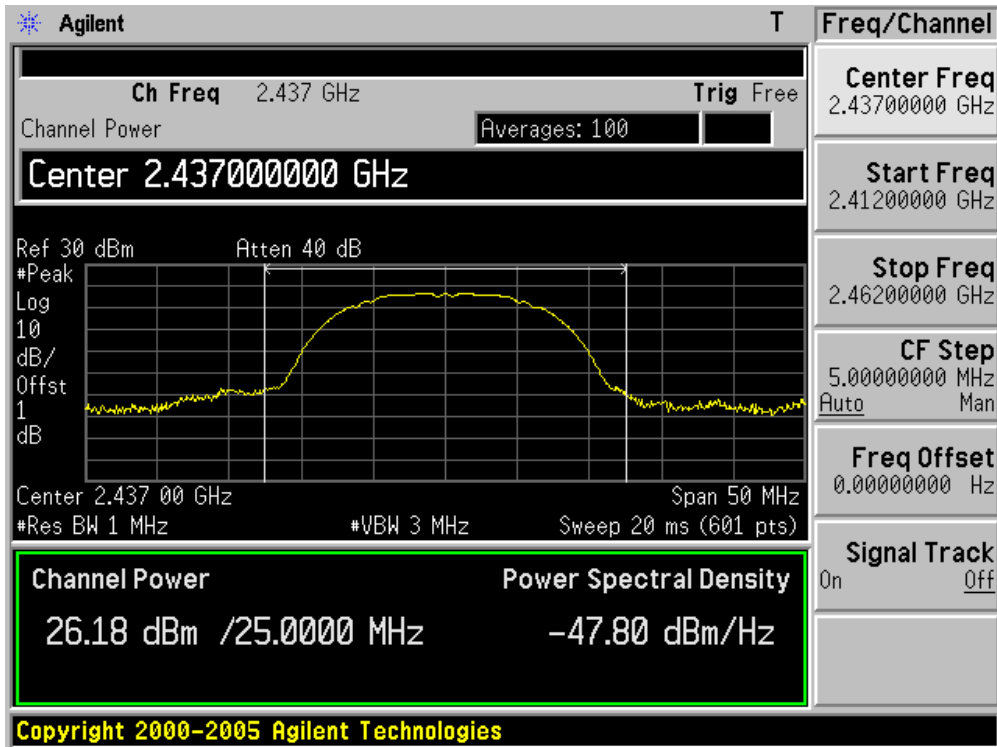 Agilent T
Freq/Channel
Ch Freq 2.437 GHz Trig Free
Channel Power Averages: 100
Center 2.437000000 GHz
Ref 30 dBm Atten 40 dB
#Peak
Log
10
dB/
Offst
1
dB
Center 2.437 00 GHz Span 50 MHz
#Res BW 1 MHz #VBW 3 MHz Sweep 20 ms (601 pts)
Channel Power Power Spectral Density
26.18 dBm /25.0000 MHz -47.80 dBm/Hz
Center Freq
2.43700000 GHz
Start Freq
2.41200000 GHz
Stop Freq
2.46200000 GHz
CF Step
5.00000000 MHz
Auto Man
Freq Offset
0.00000000 Hz
Signal Track
On Off
Copyright 2000-2005 Agilent Technologies